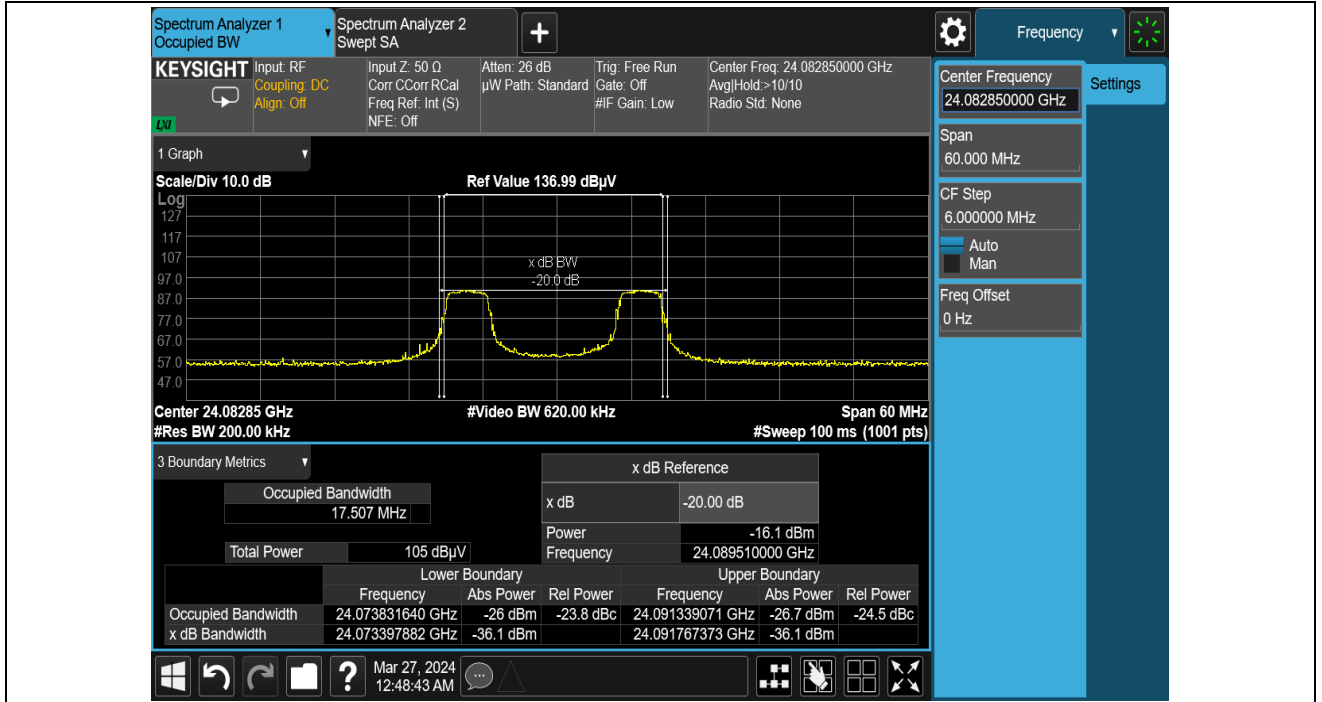 Spectrum Analyzer 1
Occupied BW
Spectrum Analyzer 2
Swept SA
+
Frequency
KEYSIGHT
LXI
Input: RF
Coupling: DC
Align: Off
Input Z: 50 Ω
Corr CCorr RCal
Freq Ref: Int (S)
NFE: Off
Atten: 26 dB
µW Path: Standard
Trig: Free Run
Gate: Off
#IF Gain: Low
Center Freq: 24.082850000 GHz
Avg|Hold:>10/10
Radio Std: None
Center Frequency
24.082850000 GHz
Settings
Span
60.000 MHz
CF Step
6.000000 MHz
Auto
Man
Freq Offset
0 Hz
1 Graph
Scale/Div 10.0 dB
Ref Value 136.99 dBµV
Log
127
117
107
97.0
87.0
77.0
67.0
57.0
47.0
x dB BW
-20.0 dB
Center 24.08285 GHz
#Video BW 620.00 kHz
Span 60 MHz
#Res BW 200.00 kHz
#Sweep 100 ms (1001 pts)
3 Boundary Metrics
Occupied Bandwidth
17.507 MHz
Total Power 105 dBµV
x dB Reference
x dB -20.00 dB
Power -16.1 dBm
Frequency 24.089510000 GHz
Lower Boundary Upper Boundary
Frequency Abs Power Rel Power Frequency Abs Power Rel Power
Occupied Bandwidth 24.073831640 GHz -26 dBm -23.8 dBc 24.091339071 GHz -26.7 dBm -24.5 dBc
x dB Bandwidth 24.073397882 GHz -36.1 dBm 24.091767373 GHz -36.1 dBm
?
Mar 27, 2024
12:48:43 AM